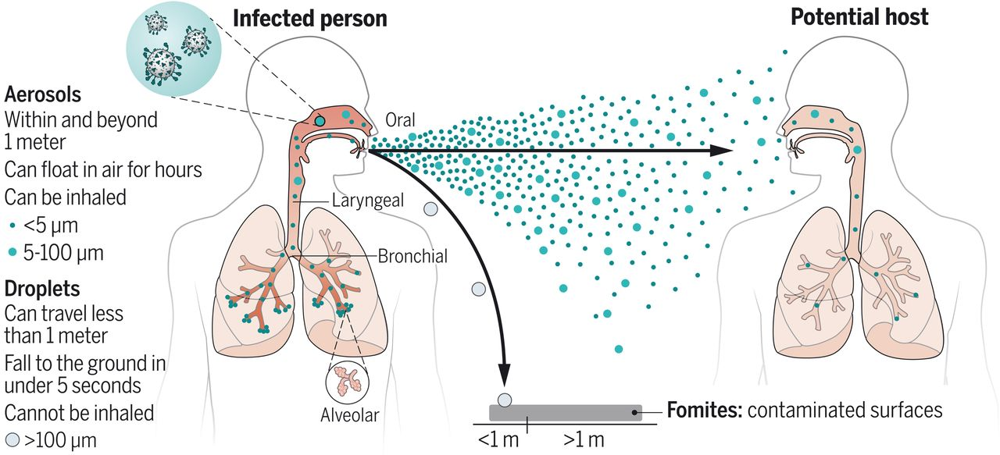 Infected person
Potential host
Aerosols
Within and beyond
1 meter
Can float in air for hours
Can be inhaled
<5 µm
5-100 µm
Droplets
Can travel less
than 1 meter
Fall to the ground in
under 5 seconds
Cannot be inhaled
>100 µm
Oral
Laryngeal
Bronchial
Alveolar
Fomites: contaminated surfaces
<1 m
>1 m